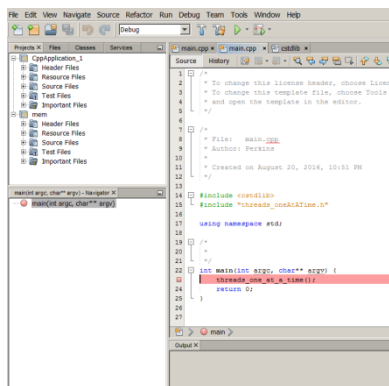 File Edit View Navigate Source Refactor Run Debug Team Tools Window Help
Debug
Projects X Files Classes Services
CppApplication_1
Header Files
Resource Files
Source Files
Test Files
Important Files
mem
Header Files
Resource Files
Source Files
Test Files
Important Files
main(int argc, char** argv) - Navigator X
main(int argc, char** argv)
main.cpp x main.cpp x cstdlib x
Source History
1 /*
2 * To change this license header, choose Licen
3 * To change this template file, choose Tools
4 * and open the template in the editor.
5 */
6
7 /*
8 * File: main.cpp
9 * Author: Perkins
10 *
11 * Created on August 20, 2016, 10:51 PM
12 */
13
14 #include <cstdlib>
15 #include "threads_oneAtATime.h"
16
17 using namespace std;
18
19 /*
20 *
21 */
22 int main(int argc, char** argv) {
threads_one_at_a_time();
24 return 0;
25 }
26
27
main
Output X